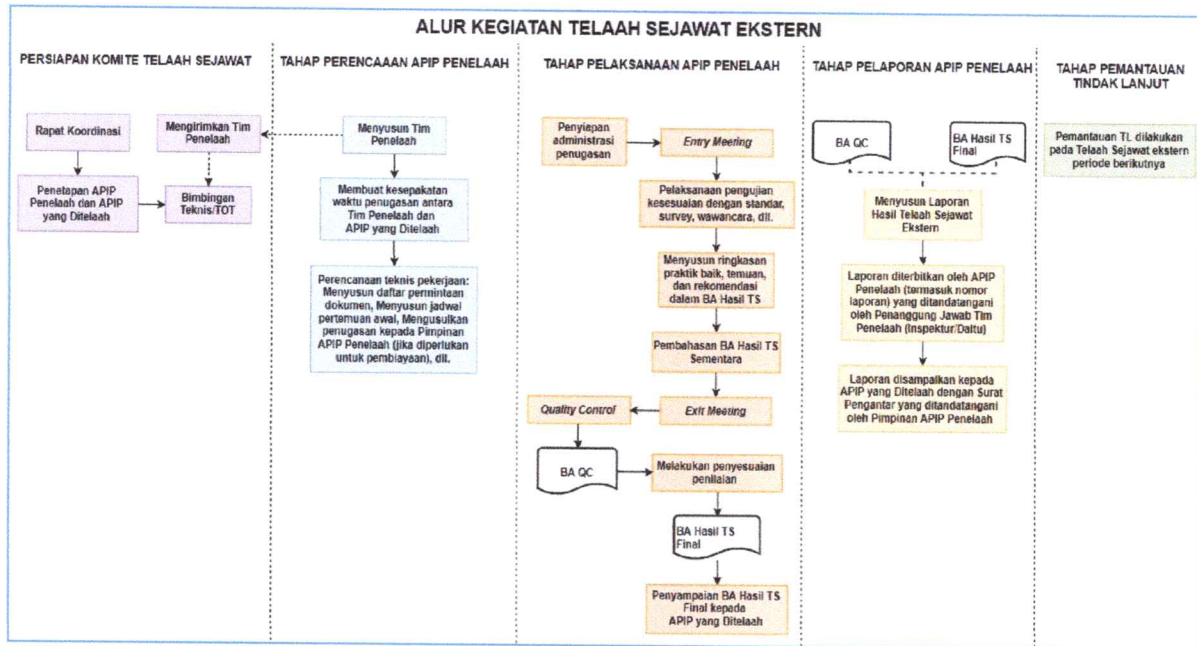 ALUR KEGIATAN TELAAH SEJAWAT EKSTERN
PERSIAPAN KOMITE TELAAH SEJAWAT
Rapat Koordinasi
Mengirimkan Tim
Penelaah
Penetapan APIP
Penelaah dan APIP
yang Ditelaah
Bimbingan
Teknis/TOT
TAHAP PERENCAAAN APIP PENELAAH
Menyusun Tim
Penelaah
Membuat kesepakatan
waktu penugasan antara
Tim Penelaah dan
APIP yang Ditelaah
Perencanaan teknis pekerjaan:
Menyusun daftar permintaan
dokumen, Menyusun jadwal
pertemuan awal, Mengusulkan
penugasan kepada Pimpinan
APIP Penelaah (jika diperlukan
untuk pembiayaan), dll.
TAHAP PELAKSANAAN APIP PENELAAH
Penyiapan
administrasi
penugasan
Entry Meeting
Pelaksanaan pengujian
kesesuaian dengan standar,
survey, wawancara, dll.
Menyusun ringkasan
praktik baik, temuan,
dan rekomendasi
dalam BA Hasil TS
Pembahasan BA Hasil TS
Sementara
Quality Control
Exit Meeting
BA QC
Melakukan penyesuaian
penilaian
BA Hasil TS
Final
Penyampaian BA Hasil TS
Final kepada
APIP yang Ditelaah
TAHAP PELAPORAN APIP PENELAAH
BA QC
BA Hasil TS
Final
Menyusun Laporan
Hasil Telaah Sejawat
Ekstern
Laporan diterbitkan oleh APIP
Penelaah (termasuk nomor
laporan) yang ditandatangani
oleh Penanggung Jawab Tim
Penelaah (Inspektur/Daltu)
Laporan disampaikan kepada
APIP yang Ditelaah dengan Surat
Pengantar yang ditandatangani
oleh Pimpinan APIP Penelaah
TAHAP PEMANTAUAN
TINDAK LANJUT
Pemantauan TL dilakukan
pada Telaah Sejawat ekstern
periode berikutnya